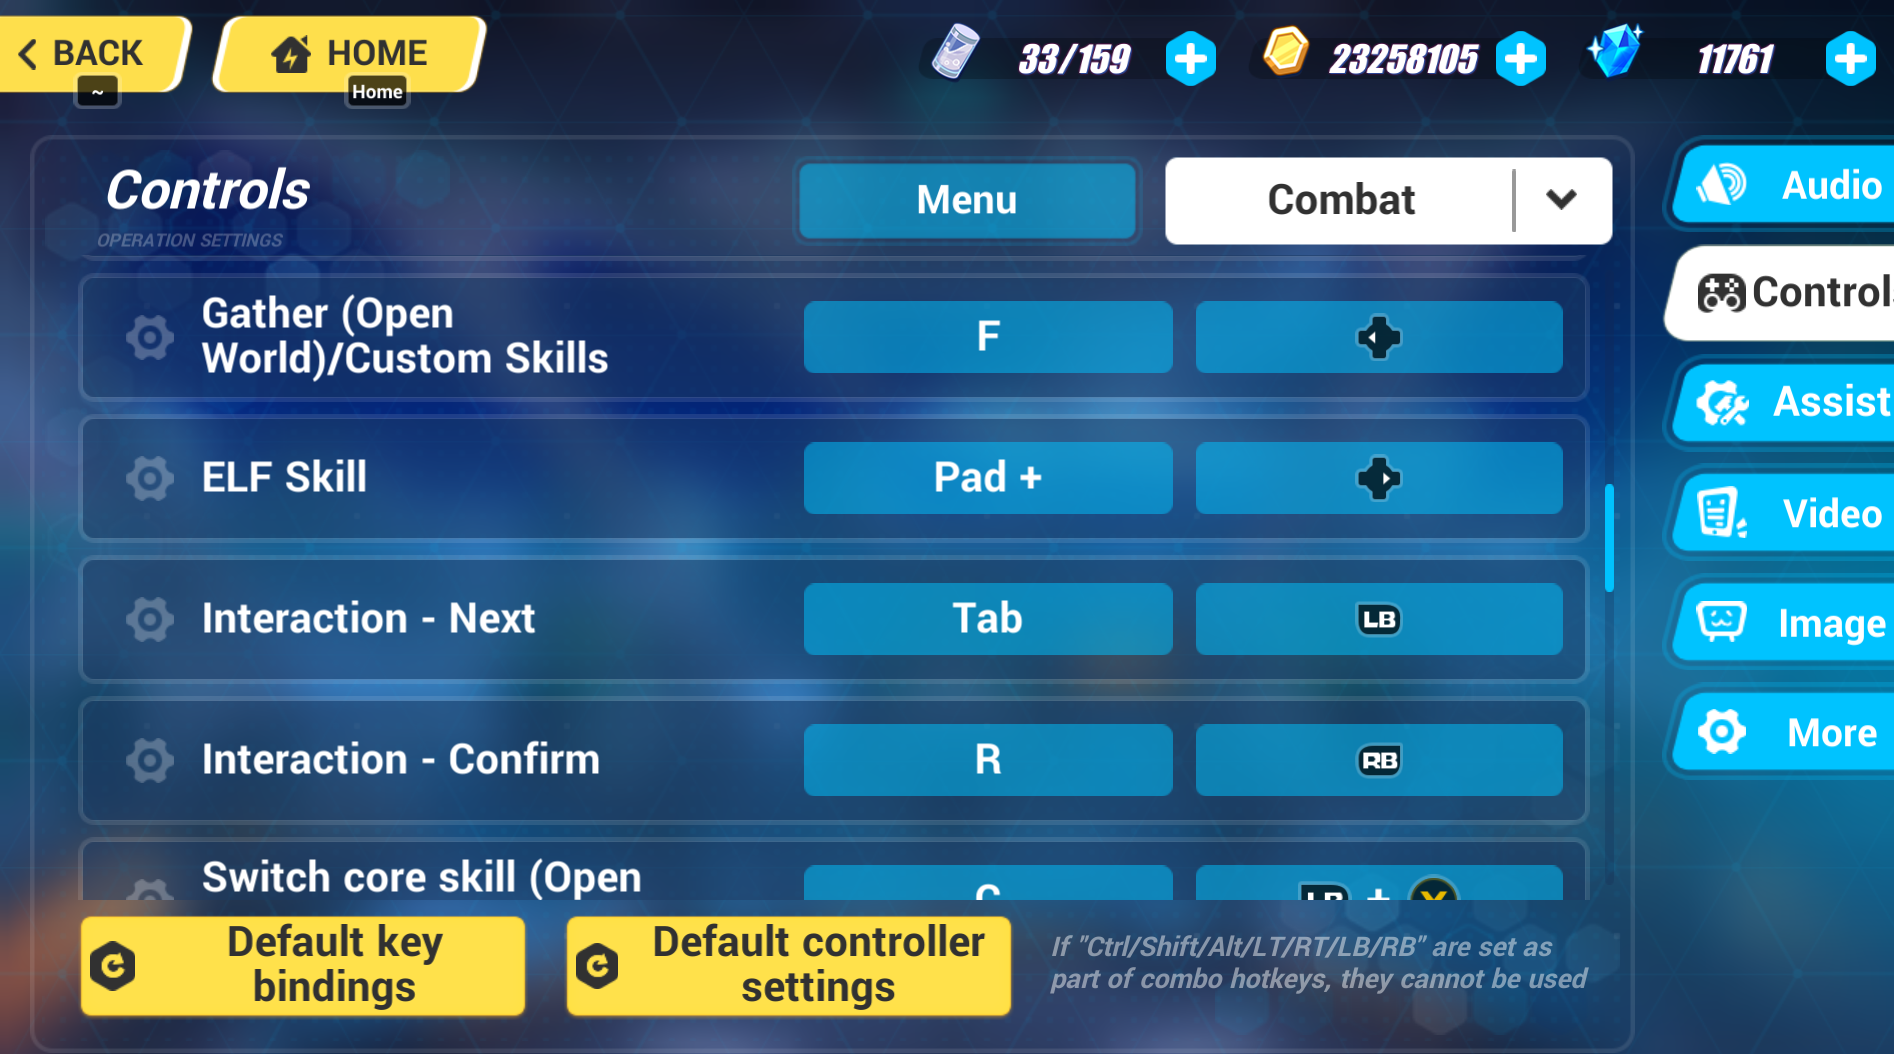 BACK
~
HOME
Home
33/159
23258105
11761
Controls
OPERATION SETTINGS
Menu
Combat
Gather (Open
World)/Custom Skills
F
ELF Skill
Pad +
Interaction - Next
Tab
LB
Interaction - Confirm
R
RB
Switch core skill (Open
C
LB + Y
Default key
bindings
Default controller
settings
If "Ctrl/Shift/Alt/LT/RT/LB/RB" are set as
part of combo hotkeys, they cannot be used
Audio
Controls
Assist
Video
Image
More